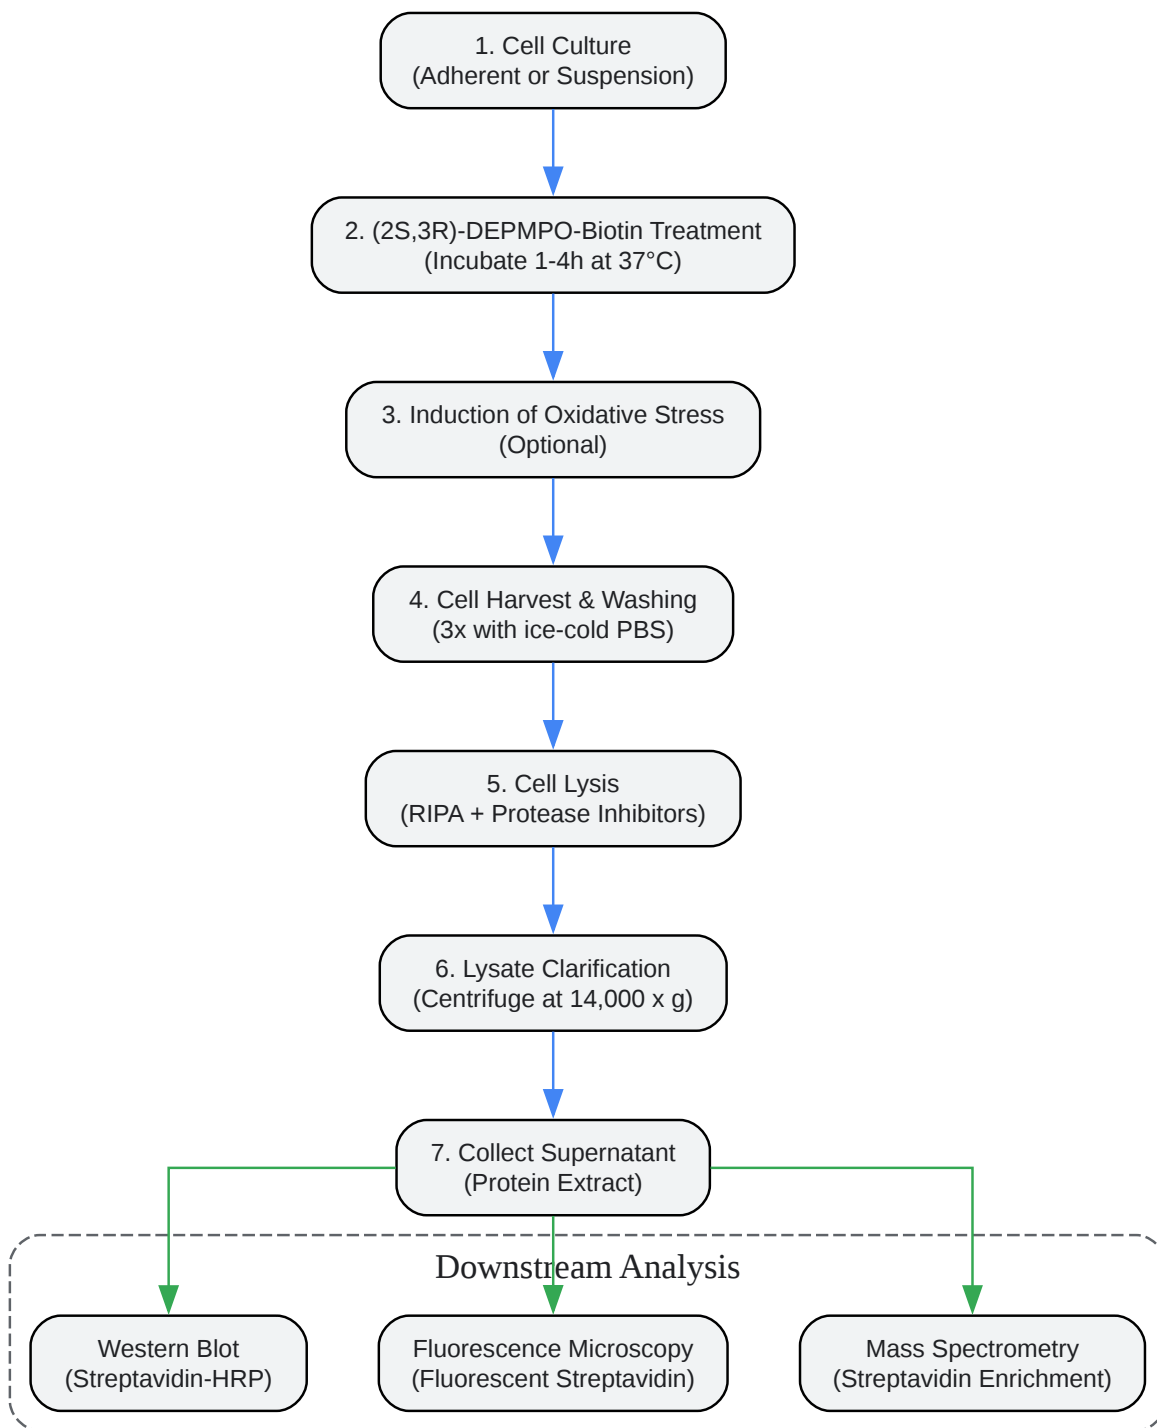 1. Cell Culture
(Adherent or Suspension)
2. (2S,3R)-DEPMPO-Biotin Treatment
(Incubate 1-4h at 37°C)
3. Induction of Oxidative Stress
(Optional)
4. Cell Harvest & Washing
(3x with ice-cold PBS)
5. Cell Lysis
(RIPA + Protease Inhibitors)
6. Lysate Clarification
(Centrifuge at 14,000 x g)
7. Collect Supernatant
(Protein Extract)
Downstream Analysis
Western Blot
(Streptavidin-HRP)
Fluorescence Microscopy
(Fluorescent Streptavidin)
Mass Spectrometry
(Streptavidin Enrichment)